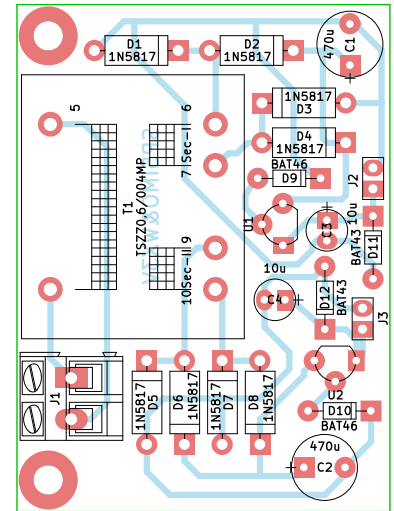 D1
1N5817
D2
1N5817
470u
C1
+
1N5817
D3
D4
1N5817
BAT46
D9
J2
5
6
7
Sec-II
T1
TSZZ0,6/004MP
U1
10u
C3
+
BAT43
D11
9
Sec-II
10
10u
C4
+
D12
BAT43
J3
J1
1N5817
D5
1N5817
D6
1N5817
D7
1N5817
D8
U2
D10
BAT46
470u
+
C2